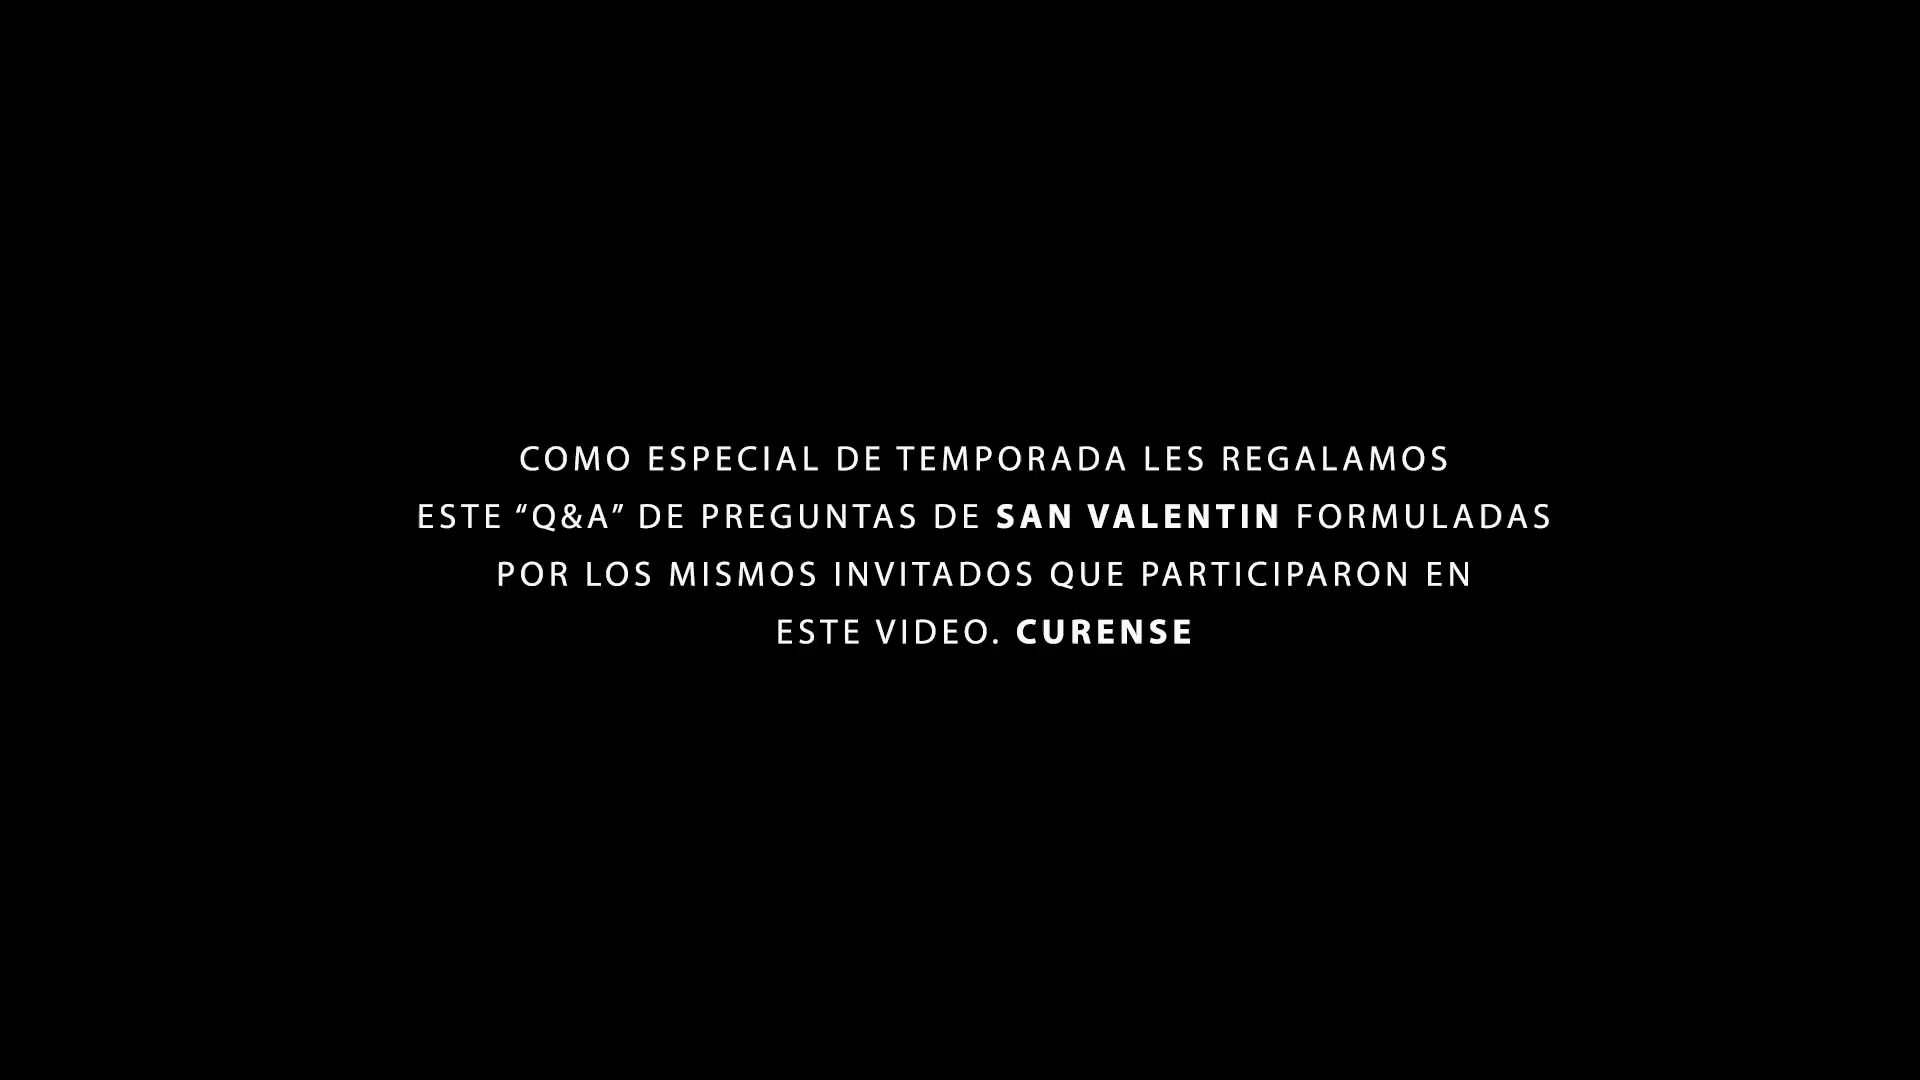 COMO ESPECIAL DE TEMPORADA LES REGALAMOS
ESTE “Q&A” DE PREGUNTAS DE SAN VALENTIN FORMULADAS
POR LOS MISMOS INVITADOS QUE PARTICIPARON EN
ESTE VIDEO. CURENSE